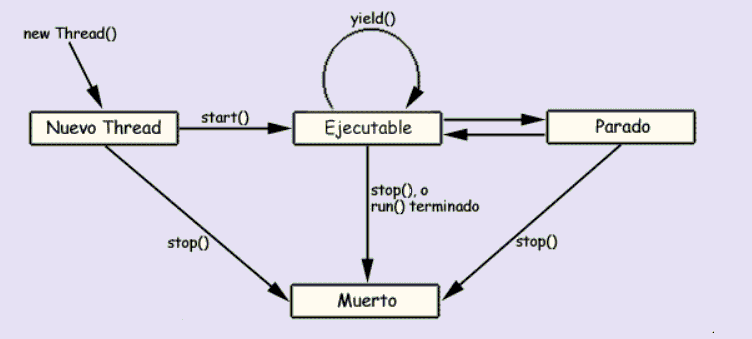 yield()
new Thread()
Nuevo Thread
start()
Ejecutable
Parado
stop(), o
run() terminado
stop()
stop()
Muerto